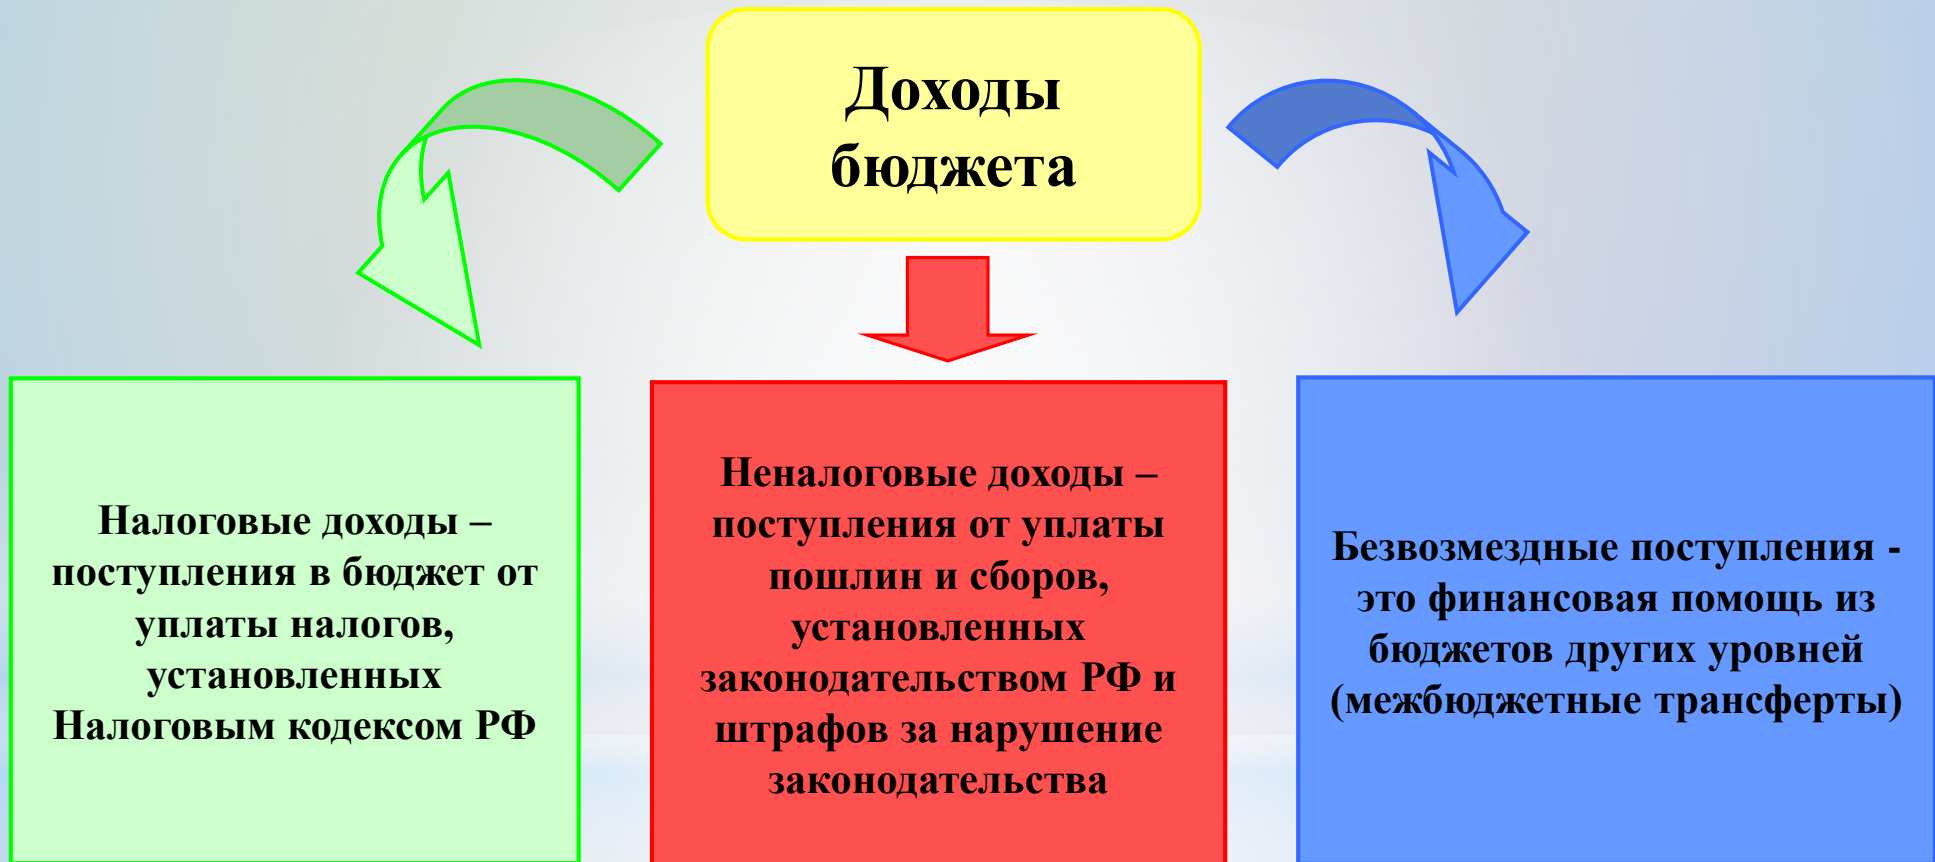 Доходы
бюджета
Налоговые доходы –
поступления в бюджет от
уплаты налогов,
установленных
Налоговым кодексом РФ
Неналоговые доходы –
поступления от уплаты
пошлин и сборов,
установленных
законодательством РФ и
штрафов за нарушение
законодательства
Безвозмездные поступления -
это финансовая помощь из
бюджетов других уровней
(межбюджетные трансферты)